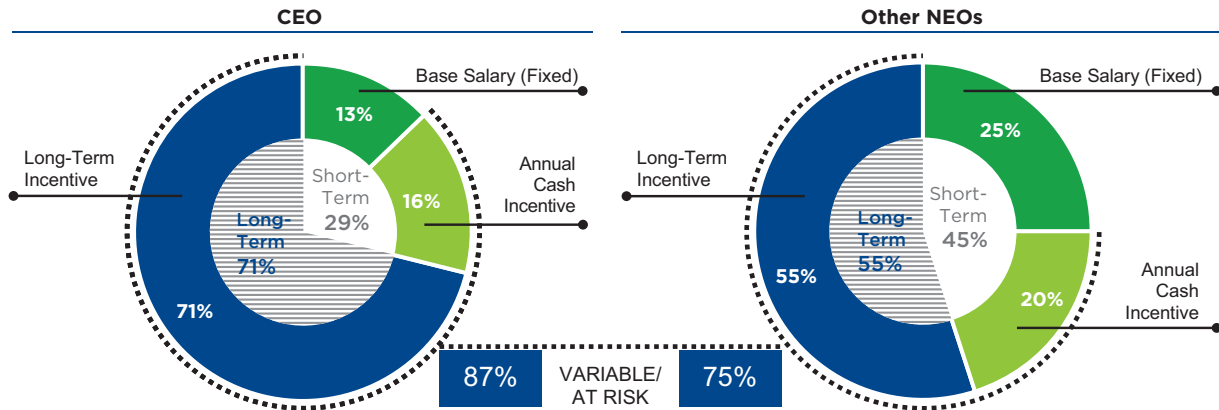 CEO
Base Salary (Fixed)
13%
Long-Term
Incentive
Short-
Term
29%
16%
Annual
Cash
Incentive
Long-
Term
71%
71%
Other NEOs
Base Salary (Fixed)
25%
Long-Term
Incentive
Short-
Term
45%
Long-
Term
55%
55%
20%
Annual
Cash
Incentive
87%
VARIABLE/
AT RISK
75%